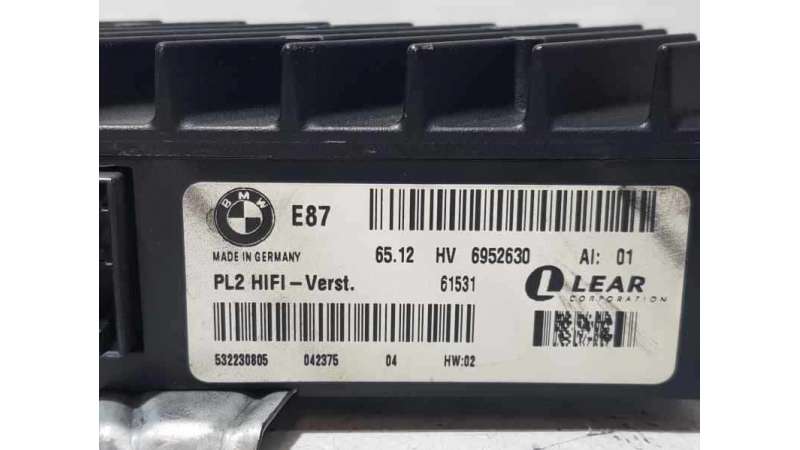 BMW
E87
MADE IN GERMANY
65.12 HV 6952630 AI: 01
PL2 HIFI-Verst. 61531
LEAR
CORPORATION
532230805 042375 04 HW:02